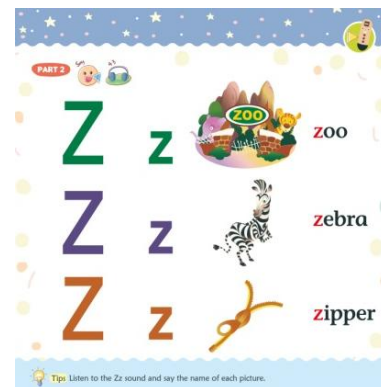 PART 2
Z z ZOO zoo
Z z zebra
Z z zipper
Tip: Listen to the Zz sound and say the name of each picture.